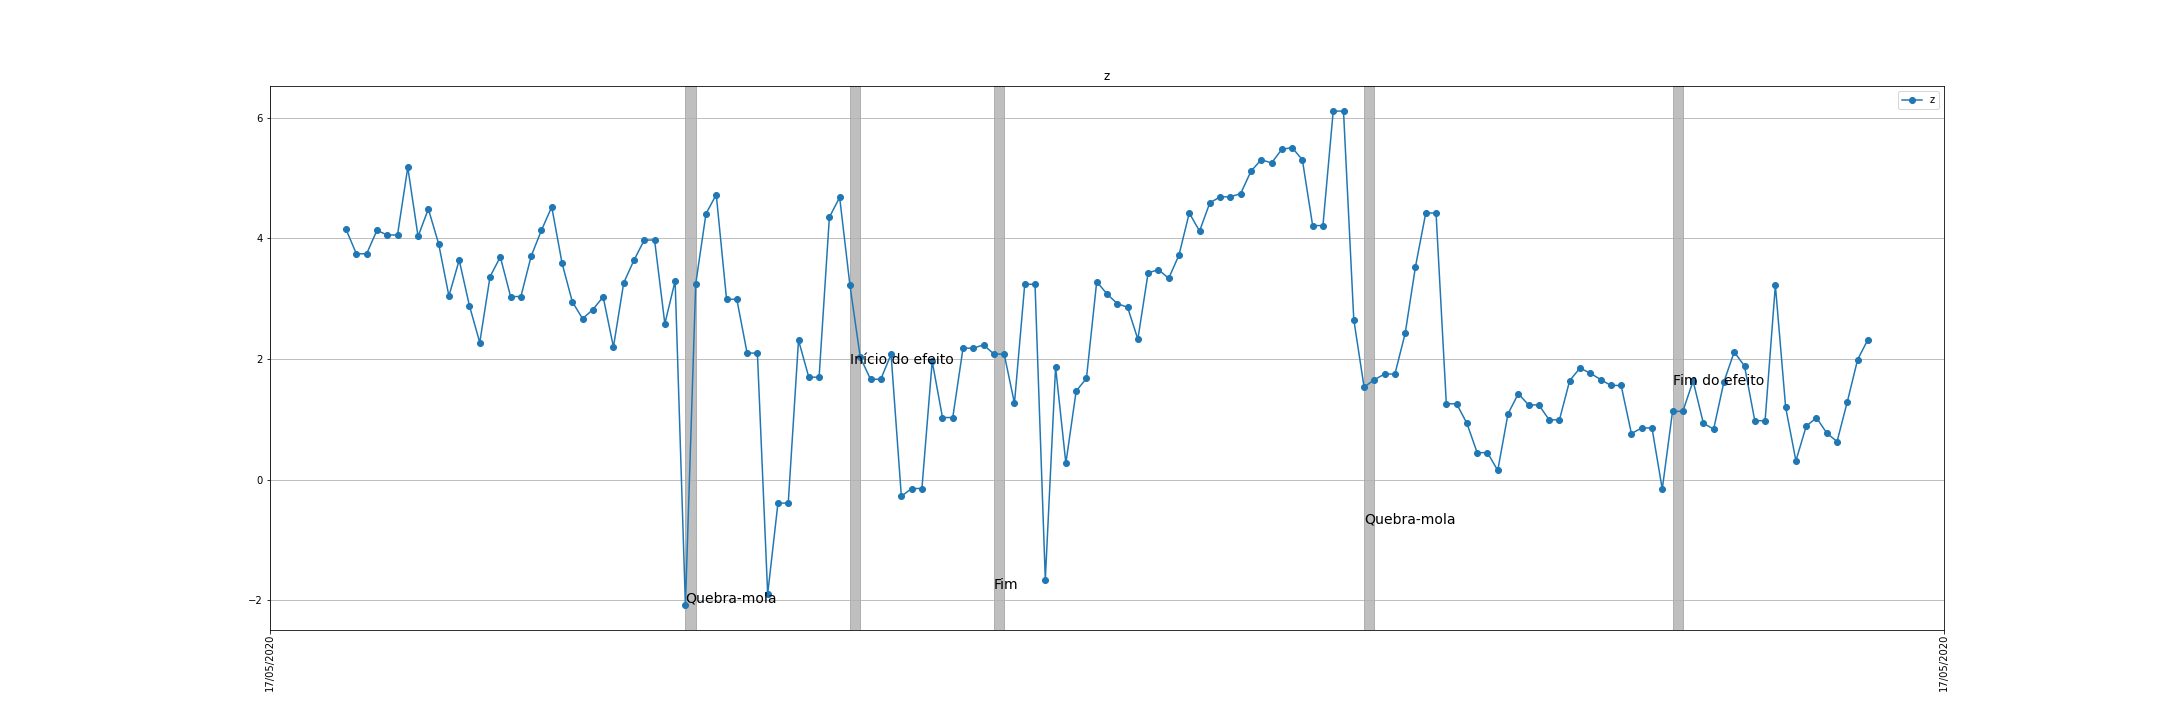 z
z
6
4
2
0
−2
Início do efeito
Fim do efeito
Quebra-mola
Fim
Quebra-mola
17/05/2020
17/05/2020